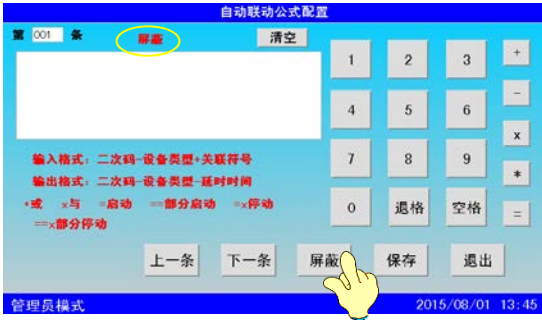 自动联动公式配置
第 001 条 屏蔽 清空
1 2 3 +
4 5 6 -
x
输入格式：二次码-设备类型+关联符号
7 8 9 *
输出格式：二次码-设备类型-延时时间
+或 x与 =启动 ==部分启动 =x停动
0 退格 空格 =
==x部分停动
上一条 下一条 屏蔽 保存 退出
管理员模式 2015/08/01 13:45